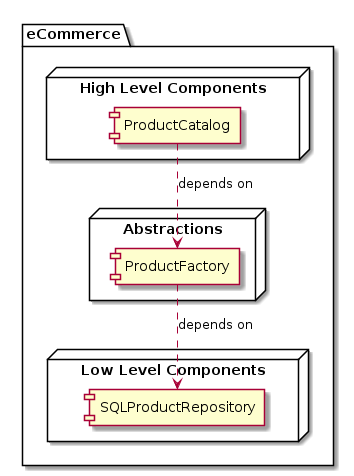 eCommerce
High Level Components
ProductCatalog
depends on
Abstractions
ProductFactory
depends on
Low Level Components
SQLProductRepository